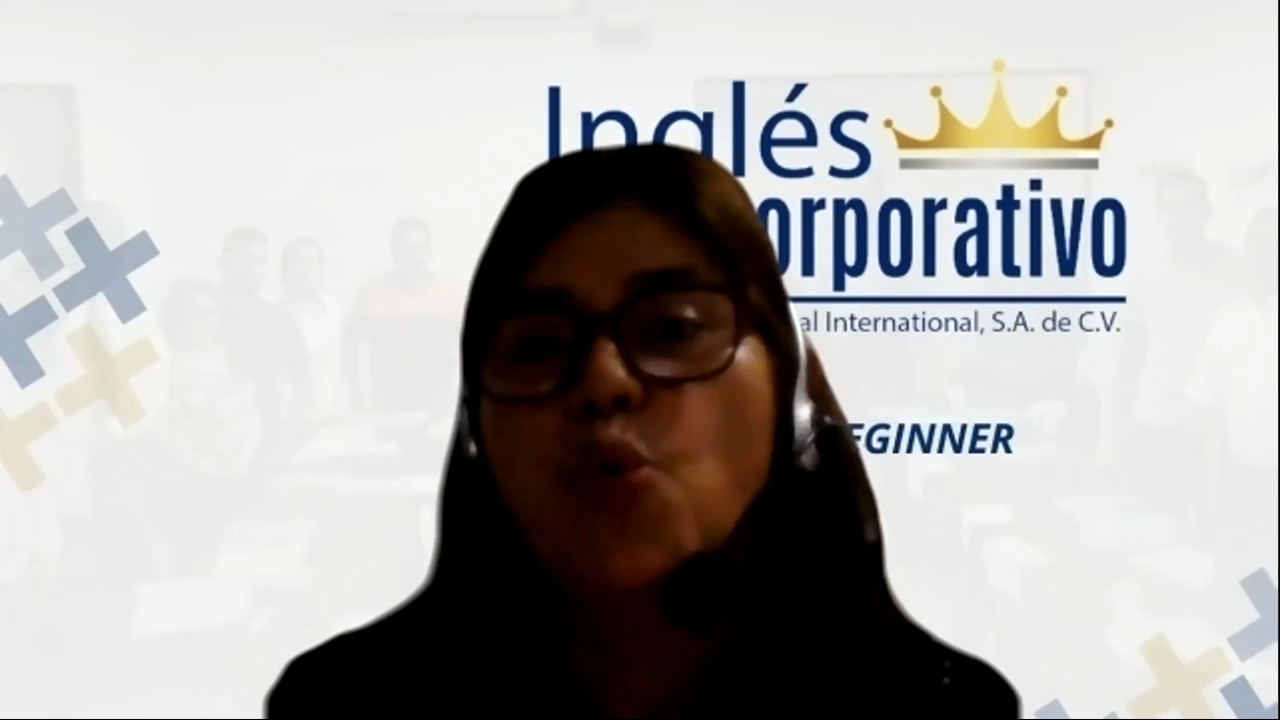 Inglés
orporativo
al International, S.A. de C.V.
EGINNER